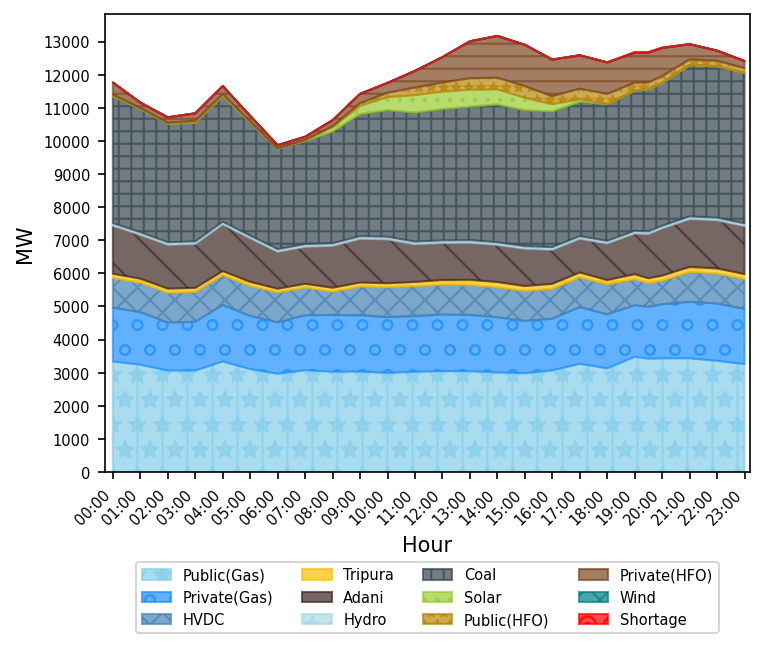 13000
12000
11000
10000
9000
8000
7000
6000
5000
4000
3000
2000
1000
0
MW
00:00 01:00 02:00 03:00 04:00 05:00 06:00 07:00 08:00 09:00 10:00 11:00 12:00 13:00 14:00 15:00 16:00 17:00 18:00 19:00 20:00 21:00 22:00 23:00
Hour
Public(Gas) Tripura Coal Private(HFO)
Private(Gas) Adani Solar Wind
HVDC Hydro Public(HFO) Shortage